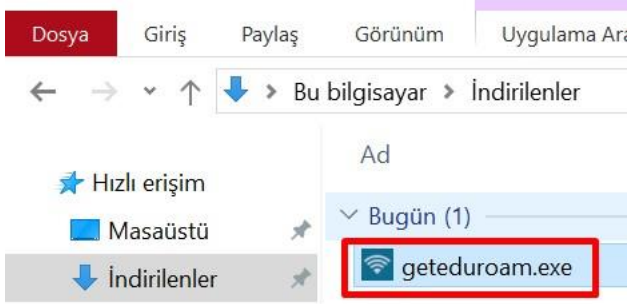 Dosya Giriş Paylaş Görünüm Uygulama Ara
Bu bilgisayar > İndirilenler
Ad
Hızlı erişim
Bugün (1)
Masaüstü
geteduroam.exe
İndirilenler